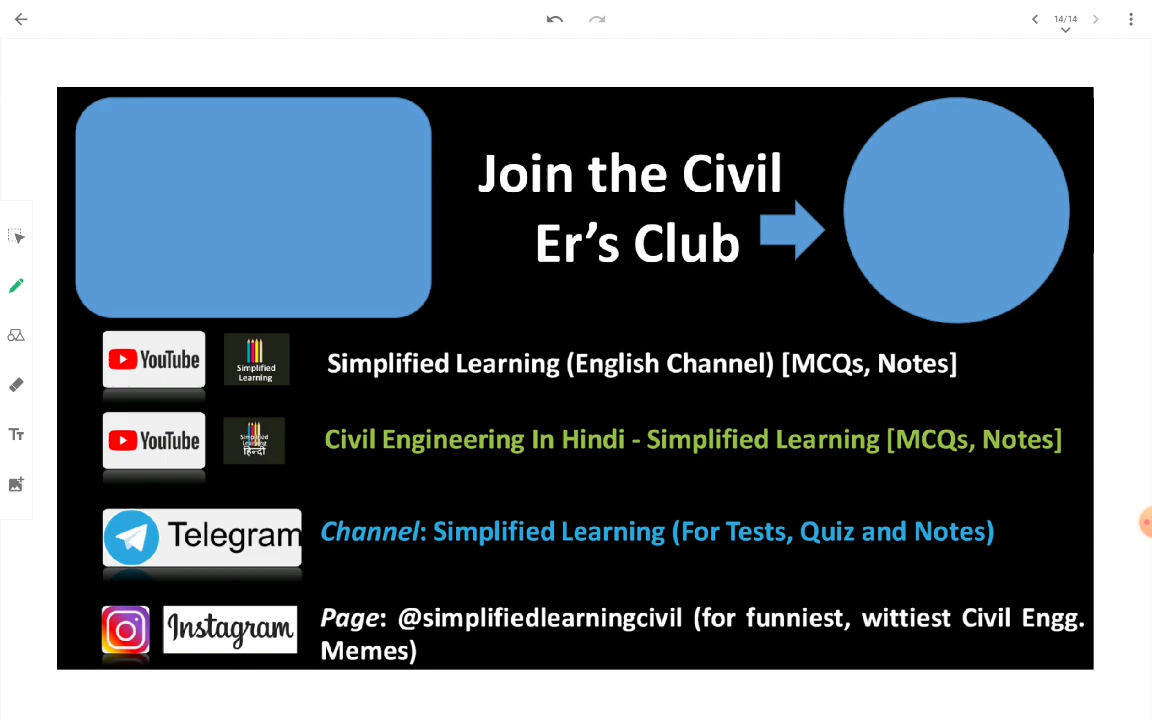 14/14
Join the Civil
Er’s Club
YouTube
Simplified
Learning
Simplified Learning (English Channel) [MCQs, Notes]
YouTube
Simplified
Learning
हिन्दी
Civil Engineering In Hindi - Simplified Learning [MCQs, Notes]
Telegram
Channel: Simplified Learning (For Tests, Quiz and Notes)
Instagram
Page: @simplifiedlearningcivil (for funniest, wittiest Civil Engg.
Memes)
Tт